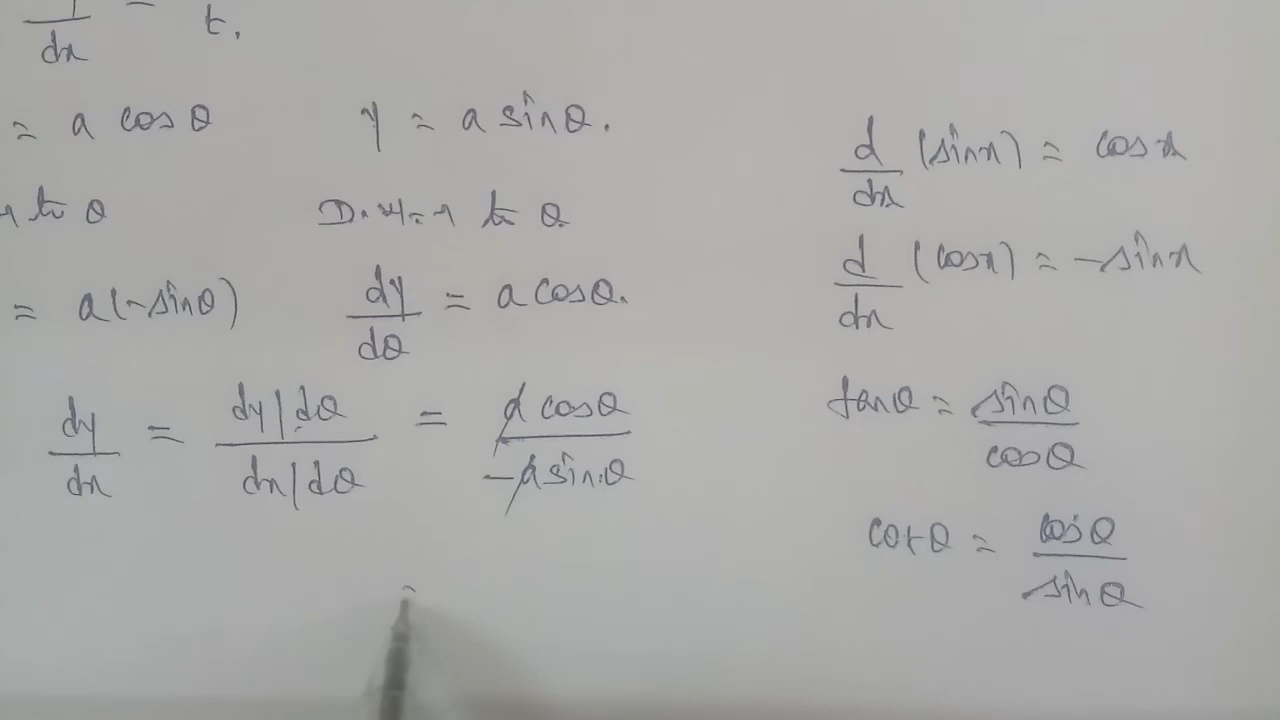 dx = t.
= a cos θ y = a sin θ.
r to θ D. w. r to θ
= a(-sin θ) dy/dθ = a cos θ.
dy/dx = dy|dθ / dx|dθ = a cos θ / -a sin θ
d/dx (sin x) = cos x
d/dx (cos x) = -sin x
tan θ = sin θ / cos θ
cot θ = cos θ / sin θ